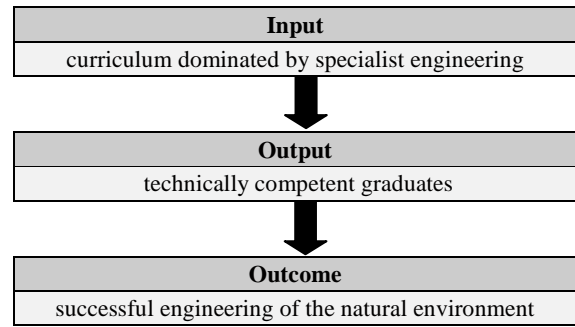 Input
curriculum dominated by specialist engineering
Output
technically competent graduates
Outcome
successful engineering of the natural environment